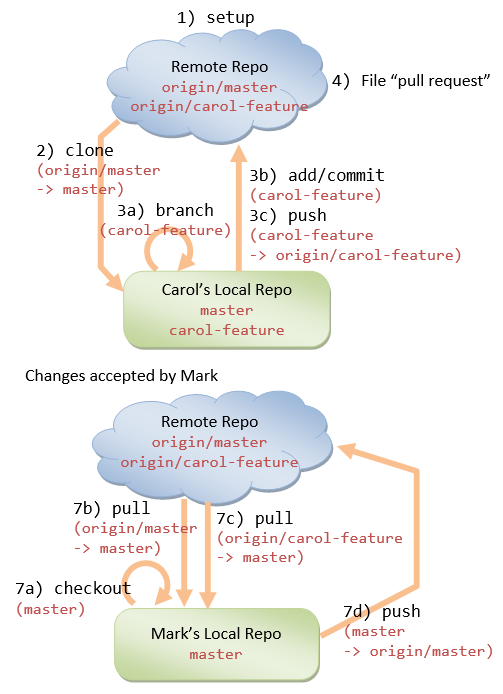 1) setup
Remote Repo
origin/master
origin/carol-feature
4) File “pull request”
2) clone
(origin/master
-> master)
3a) branch
(carol-feature)
3b) add/commit
(carol-feature)
3c) push
(carol-feature
-> origin/carol-feature)
Carol’s Local Repo
master
carol-feature
Changes accepted by Mark
Remote Repo
origin/master
origin/carol-feature
7b) pull
(origin/master
-> master)
7c) pull
(origin/carol-feature
-> master)
7a) checkout
(master)
Mark’s Local Repo
master
7d) push
(master
-> origin/master)